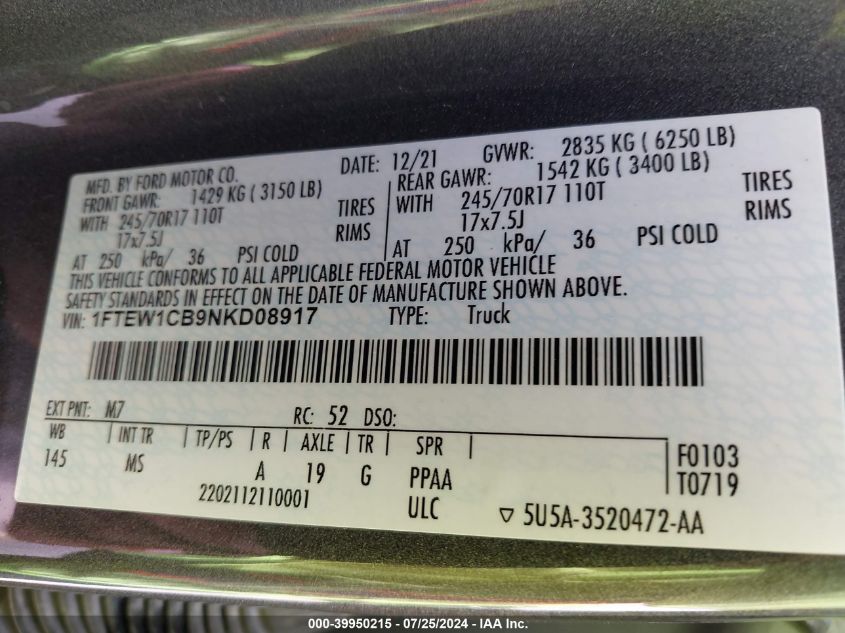 MFD. BY FORD MOTOR CO. DATE: 12/21 GVWR: 2835 KG ( 6250 LB)
FRONT GAWR: 1429 KG ( 3150 LB) REAR GAWR: 1542 KG ( 3400 LB)
WITH 245/70R17 110T TIRES WITH 245/70R17 110T TIRES
17x7.5J RIMS 17x7.5J RIMS
AT 250 kPa/ 36 PSI COLD AT 250 kPa/ 36 PSI COLD
THIS VEHICLE CONFORMS TO ALL APPLICABLE FEDERAL MOTOR VEHICLE
SAFETY STANDARDS IN EFFECT ON THE DATE OF MANUFACTURE SHOWN ABOVE.
VIN: 1FTEW1CB9NKD08917 TYPE: Truck
EXT PNT: M7 RC: 52 DSO:
WB | INT TR | TP/PS | R | AXLE | TR | SPR | F0103
145 MS A 19 G PPAA T0719
2202112110001 ULC ▽ 5U5A-3520472-AA
000-39950215 - 07/25/2024 - IAA Inc.